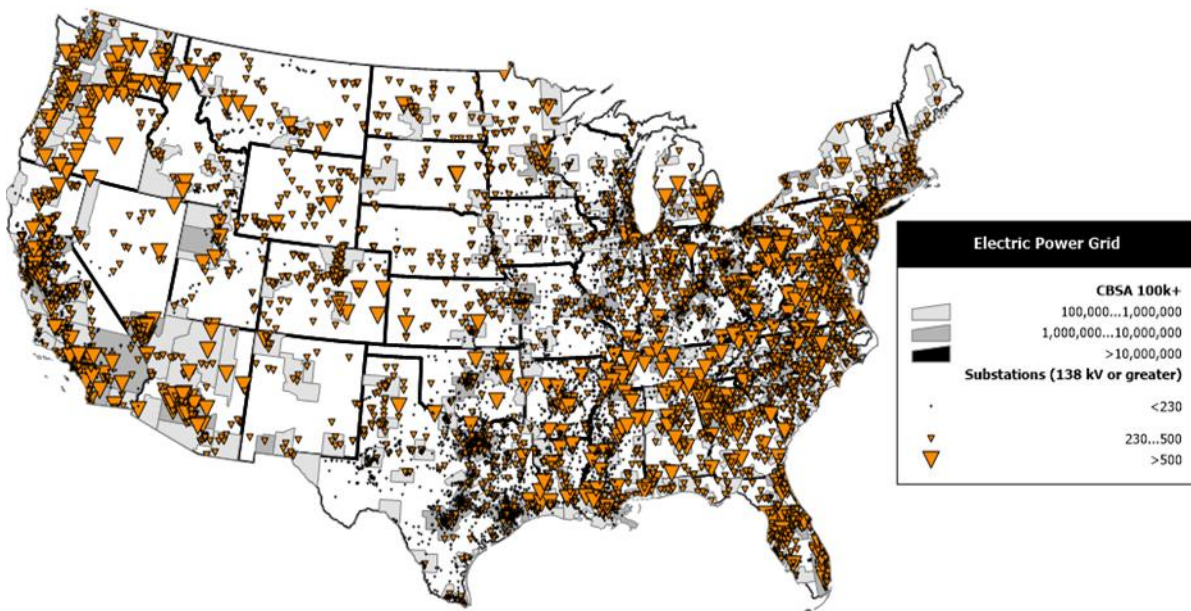 Electric Power Grid
CBSA 100k+
100,000...1,000,000
1,000,000...10,000,000
>10,000,000
Substations (138 kV or greater)
<230
230...500
>500